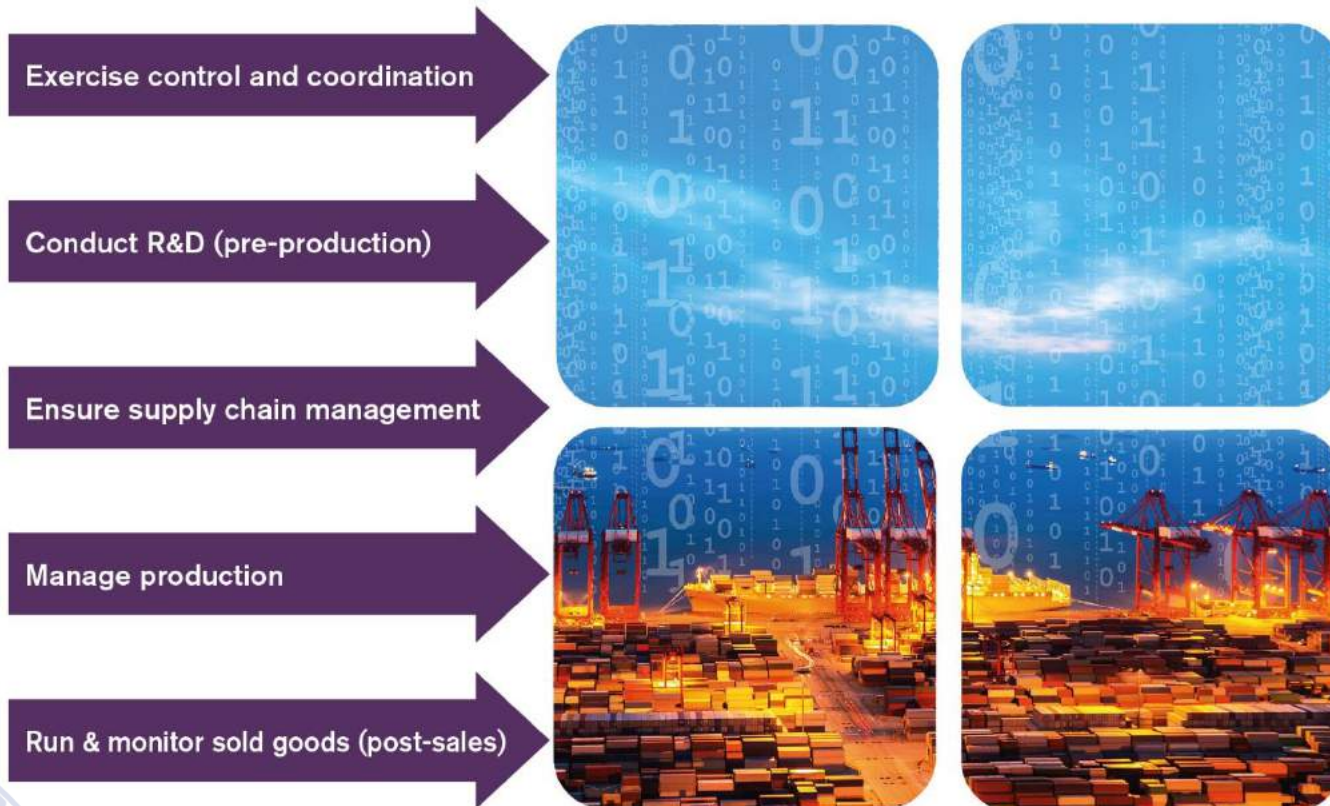 Exercise control and coordination
Conduct R&D (pre-production)
Ensure supply chain management
Manage production
Run & monitor sold goods (post-sales)